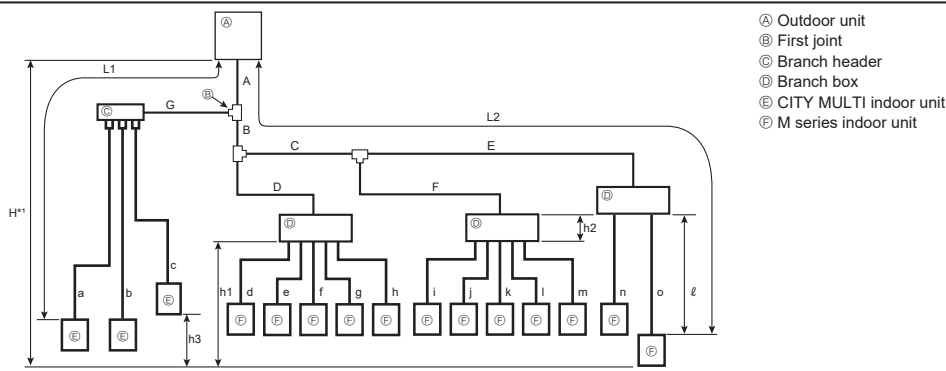 Ⓐ Outdoor unit
Ⓑ First joint
Ⓒ Branch header
Ⓓ Branch box
Ⓔ CITY MULTI indoor unit
Ⓕ M series indoor unit
Ⓐ
L1
A
Ⓑ
Ⓒ
G
L2
B
C
E
H*¹
D
F
Ⓓ
Ⓓ
Ⓓ
h2
a
b
c
h1
d
e
f
g
h
i
j
k
l
m
n
o
ℓ
Ⓔ
Ⓕ
Ⓕ
Ⓕ
Ⓕ
Ⓕ
Ⓕ
Ⓕ
Ⓕ
Ⓕ
Ⓕ
Ⓕ
Ⓔ
Ⓔ
h3
Ⓕ